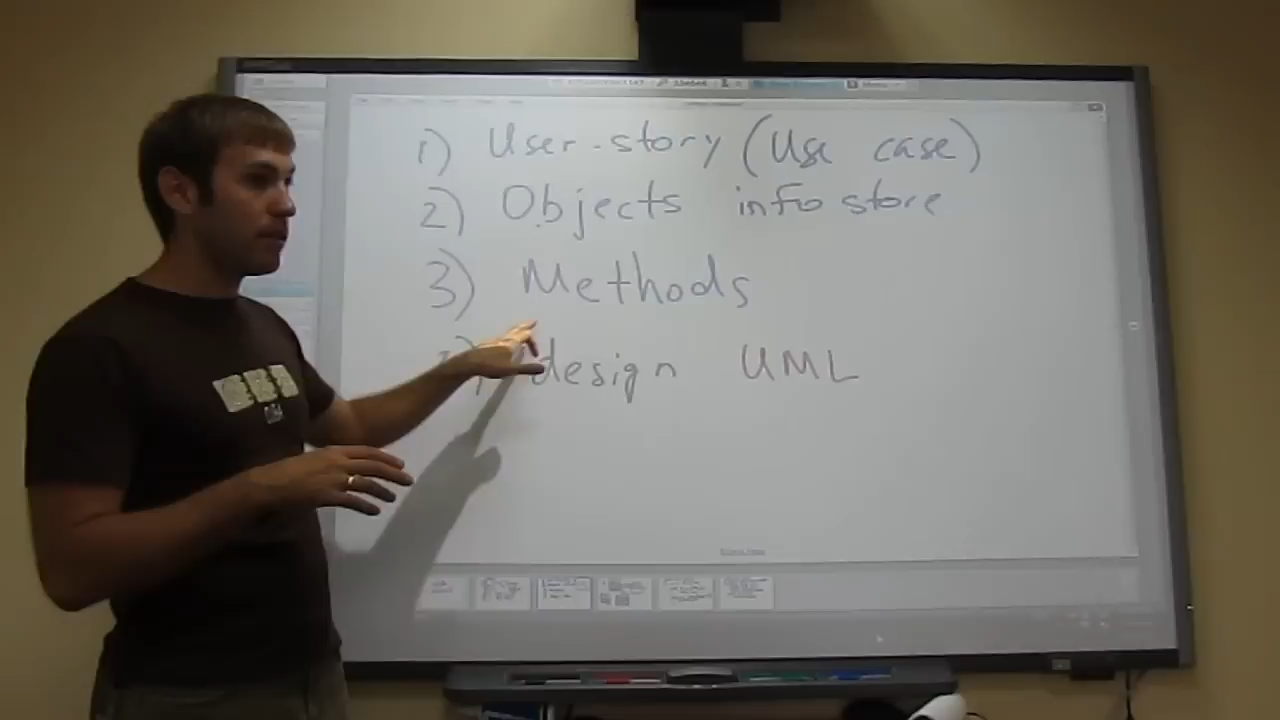 1) User-story (Use case)
2) Objects info store
3) Methods
design UML